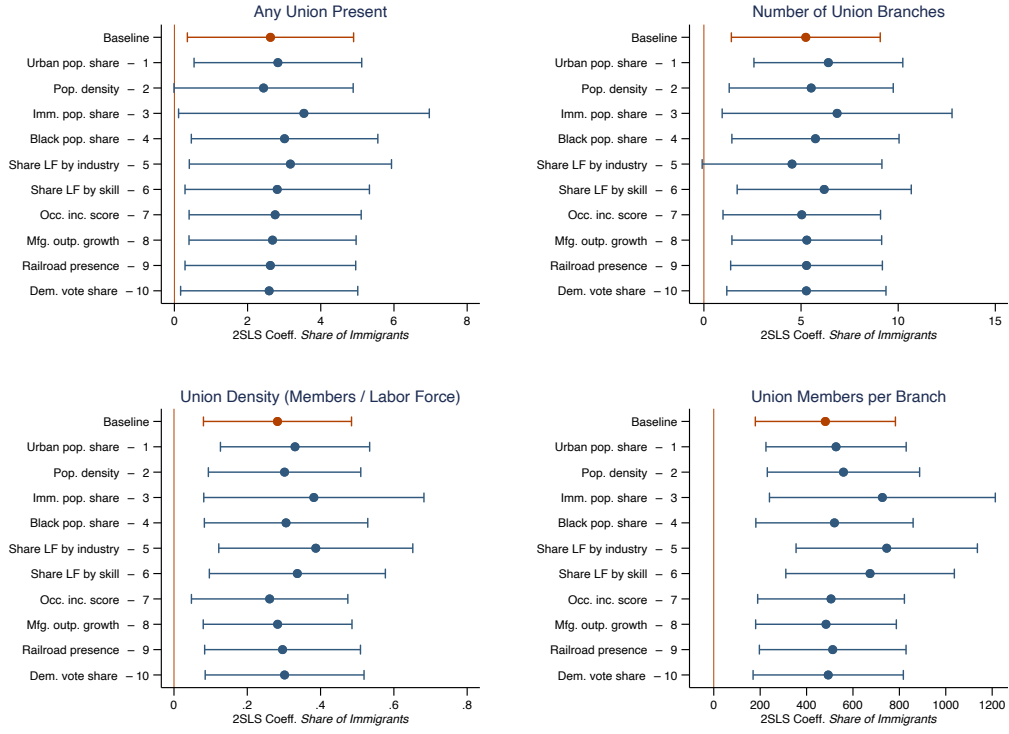 Any Union Present
Baseline
Urban pop. share – 1
Pop. density – 2
Imm. pop. share – 3
Black pop. share – 4
Share LF by industry – 5
Share LF by skill – 6
Occ. inc. score – 7
Mfg. outp. growth – 8
Railroad presence – 9
Dem. vote share – 10
0 2 4 6 8
2SLS Coeff. Share of Immigrants
Number of Union Branches
Baseline
Urban pop. share – 1
Pop. density – 2
Imm. pop. share – 3
Black pop. share – 4
Share LF by industry – 5
Share LF by skill – 6
Occ. inc. score – 7
Mfg. outp. growth – 8
Railroad presence – 9
Dem. vote share – 10
0 5 10 15
2SLS Coeff. Share of Immigrants
Union Density (Members / Labor Force)
Baseline
Urban pop. share – 1
Pop. density – 2
Imm. pop. share – 3
Black pop. share – 4
Share LF by industry – 5
Share LF by skill – 6
Occ. inc. score – 7
Mfg. outp. growth – 8
Railroad presence – 9
Dem. vote share – 10
0 .2 .4 .6 .8
2SLS Coeff. Share of Immigrants
Union Members per Branch
Baseline
Urban pop. share – 1
Pop. density – 2
Imm. pop. share – 3
Black pop. share – 4
Share LF by industry – 5
Share LF by skill – 6
Occ. inc. score – 7
Mfg. outp. growth – 8
Railroad presence – 9
Dem. vote share – 10
0 200 400 600 800 1000 1200
2SLS Coeff. Share of Immigrants